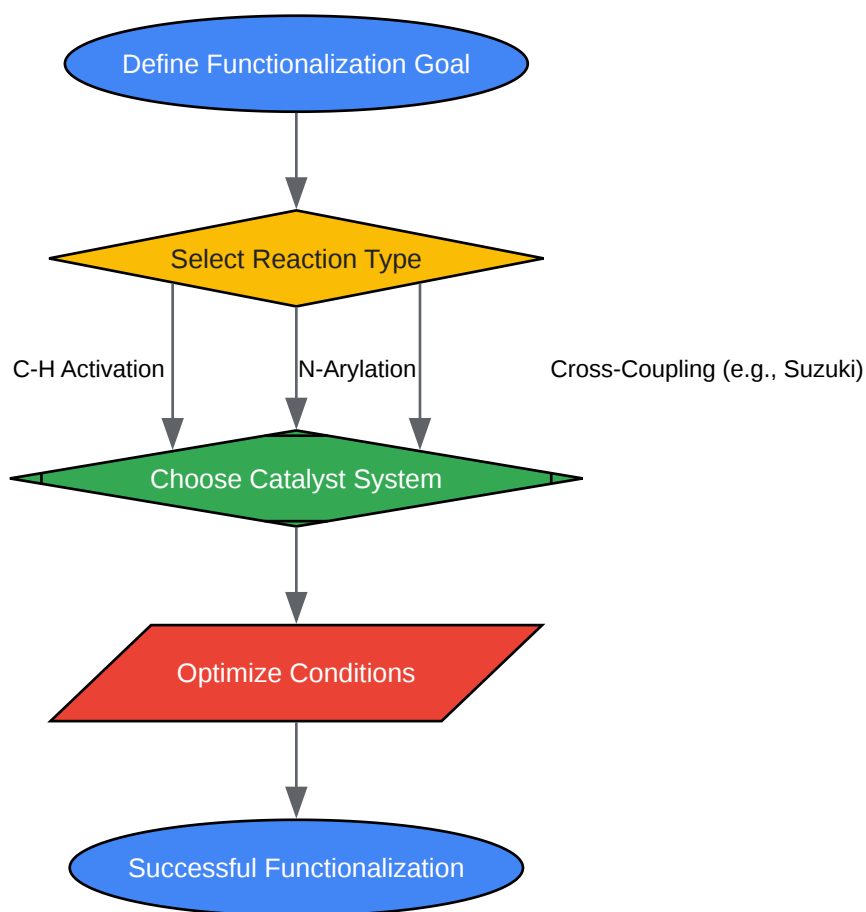 Define Functionalization Goal
Select Reaction Type
C-H Activation
N-Arylation
Cross-Coupling (e.g., Suzuki)
Choose Catalyst System
Optimize Conditions
Successful Functionalization